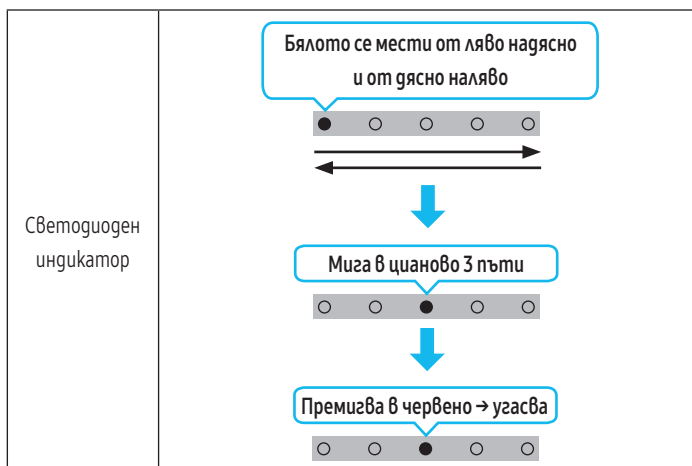 Светодиоден
индикатор
Бялото се мести от ляво надясно
и от дясно наляво
Мига в цианово 3 пъти
Премигва в червено → угасва